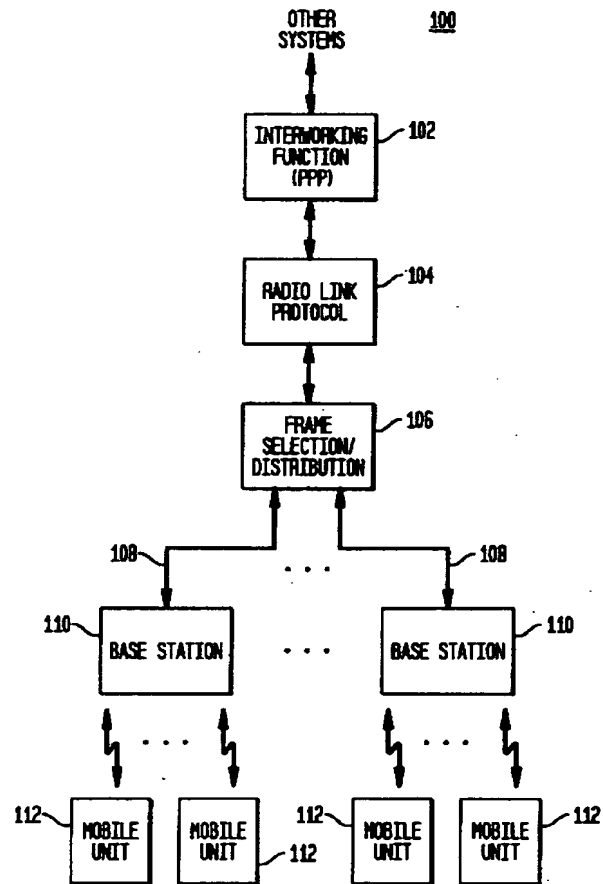 OTHER
SYSTEMS
100
INTERWORKING
FUNCTION
(PPP)
102
RADIO LINK
PROTOCOL
104
FRAME
SELECTION/
DISTRIBUTION
106
108
108
. . .
110
BASE STATION
. . .
BASE STATION
110
. . .
. . .
112
MOBILE
UNIT
MOBILE
UNIT
112
112
MOBILE
UNIT
MOBILE
UNIT
112